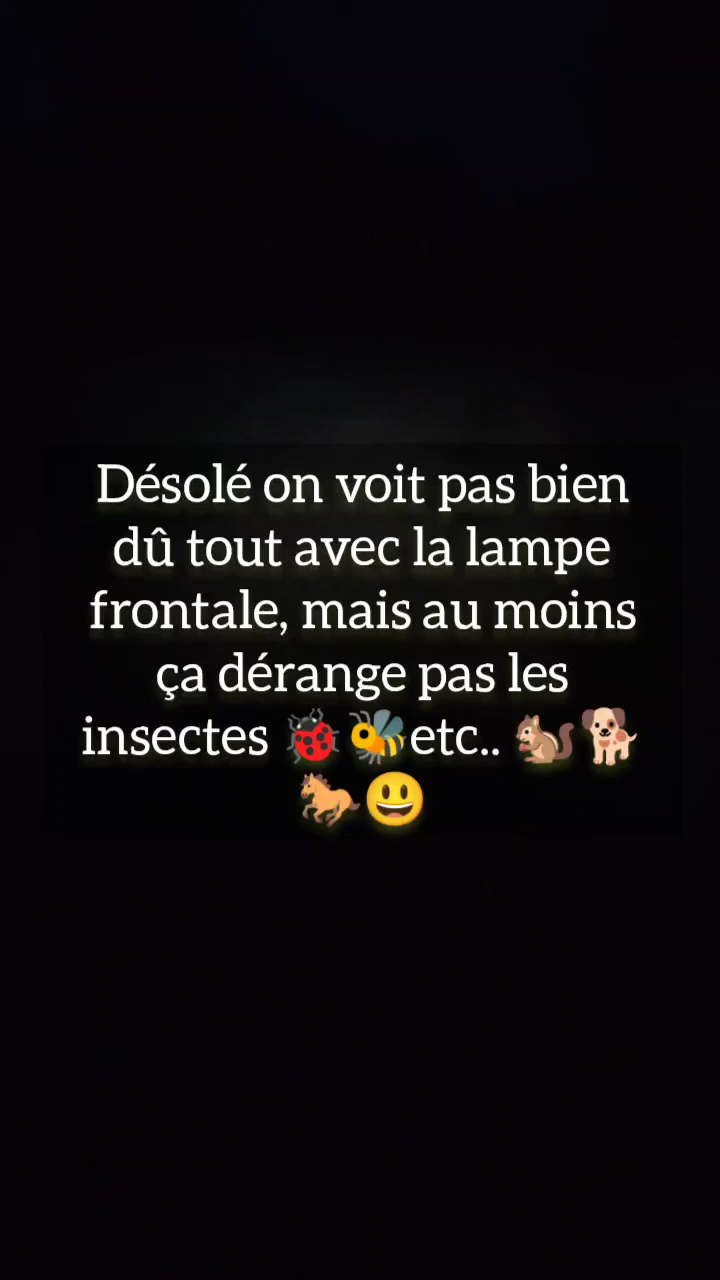 Désolé on voit pas bien
dû tout avec la lampe
frontale, mais au moins
ça dérange pas les
insectes 🐞🐝etc.. 🐿️🐕
🐎😃